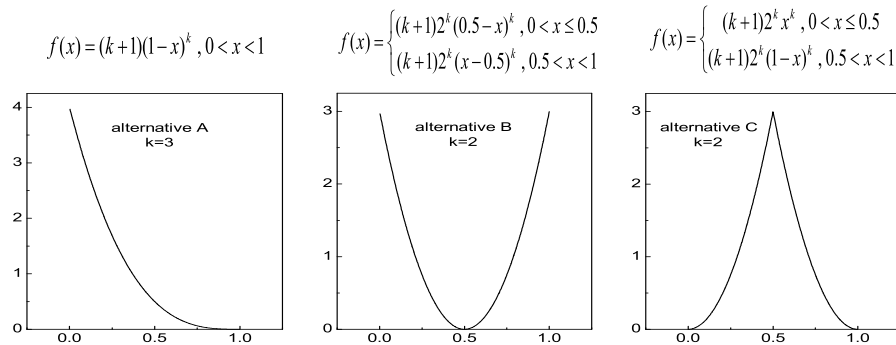 f(x)=(k+1)(1−x)^k , 0<x<1
f(x)={(k+1)2^k(0.5−x)^k , 0<x≤0.5
(k+1)2^k(x−0.5)^k , 0.5<x<1
f(x)={(k+1)2^k x^k , 0<x≤0.5
(k+1)2^k(1−x)^k , 0.5<x<1
alternative A
k=3
4
3
2
1
0
0.0 0.5 1.0
alternative B
k=2
3
2
1
0
0.0 0.5 1.0
alternative C
k=2
3
2
1
0
0.0 0.5 1.0